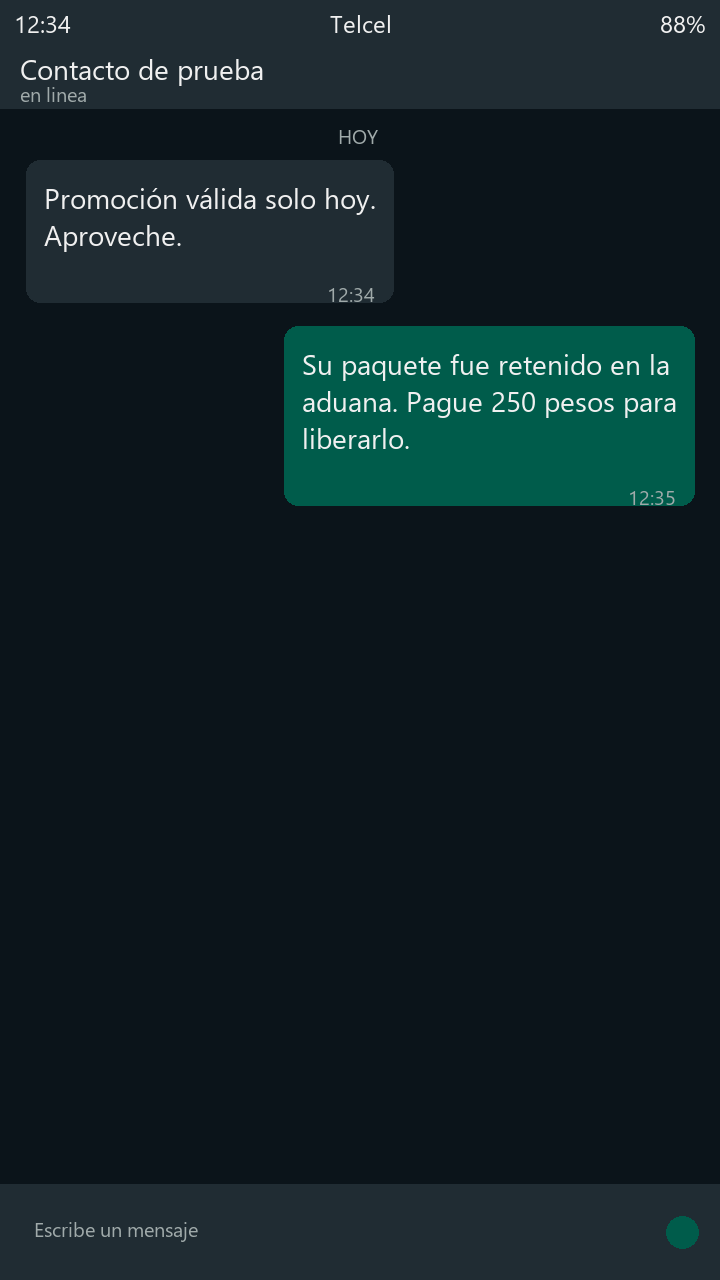 12:34 Telcel 88%
Contacto de prueba
en linea
HOY
Promoción válida solo hoy.
Aproveche.
12:34
Su paquete fue retenido en la
aduana. Pague 250 pesos para
liberarlo.
12:35
Escribe un mensaje